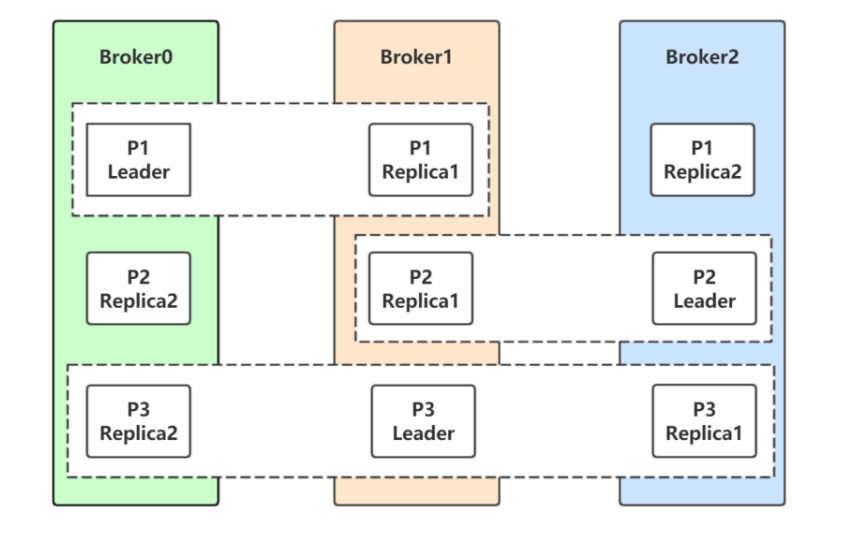 Broker0
Broker1
Broker2
P1
Leader
P1
Replica1
P1
Replica2
P2
Replica2
P2
Replica1
P2
Leader
P3
Replica2
P3
Leader
P3
Replica1